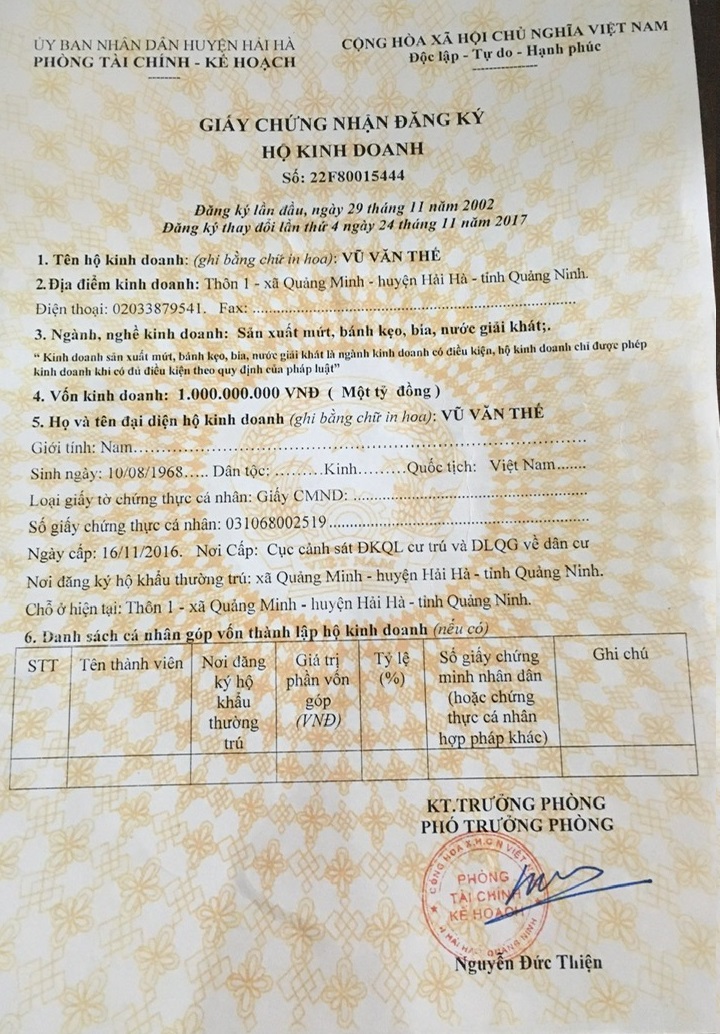 ỦY BAN NHÂN DÂN HUYỆN HẢI HÀ
PHÒNG TÀI CHÍNH - KẾ HOẠCH
CỘNG HÒA XÃ HỘI CHỦ NGHĨA VIỆT NAM
Độc lập - Tự do - Hạnh phúc
GIẤY CHỨNG NHẬN ĐĂNG KÝ
HỘ KINH DOANH
Số: 22F80015444
Đăng ký lần đầu, ngày 29 tháng 11 năm 2002
Đăng ký thay đổi lần thứ 4 ngày 24 tháng 11 năm 2017
1. Tên hộ kinh doanh: (ghi bằng chữ in hoa): VŨ VĂN THẾ
2. Địa điểm kinh doanh: Thôn 1 - xã Quảng Minh - huyện Hải Hà - tỉnh Quảng Ninh.
Điện thoại: 02033879541. Fax: ........................................................................
3. Ngành, nghề kinh doanh: Sản xuất mứt, bánh kẹo, bia, nước giải khát;.
“ Kinh doanh sản xuất mứt, bánh kẹo, bia, nước giải khát là ngành kinh doanh có điều kiện, hộ kinh doanh chỉ được phép
kinh doanh khi có đủ điều kiện theo quy định của pháp luật”
4. Vốn kinh doanh: 1.000.000.000 VNĐ ( Một tỷ đồng )
5. Họ và tên đại diện hộ kinh doanh (ghi bằng chữ in hoa): VŨ VĂN THẾ
Giới tính: Nam........................................................................
Sinh ngày: 10/08/1968..... Dân tộc: .........Kinh.........Quốc tịch: Việt Nam.......
Loại giấy tờ chứng thực cá nhân: Giấy CMND: ................................................
Số giấy chứng thực cá nhân: 031068002519....................................................
Ngày cấp: 16/11/2016. Nơi Cấp: Cục cảnh sát ĐKQL cư trú và DLQG về dân cư
Nơi đăng ký hộ khẩu thường trú: xã Quảng Minh - huyện Hải Hà - tỉnh Quảng Ninh.
Chỗ ở hiện tại: Thôn 1 - xã Quảng Minh - huyện Hải Hà - tỉnh Quảng Ninh.
6. Danh sách cá nhân góp vốn thành lập hộ kinh doanh (nếu có)
STT
Tên thành viên
Nơi đăng
ký hộ
khẩu
thường
trú
Giá trị
phần vốn
góp
(VNĐ)
Tỷ lệ
(%)
Số giấy chứng
minh nhân dân
(hoặc chứng
thực cá nhân
hợp pháp khác)
Ghi chú
KT.TRƯỞNG PHÒNG
PHÓ TRƯỞNG PHÒNG
CỘNG HÒA X.H.C.N VIỆT
PHÒNG
TÀI CHÍNH
KẾ HOẠCH
H.HẢI HÀ QUẢNG NINH
Nguyễn Đức Thiện